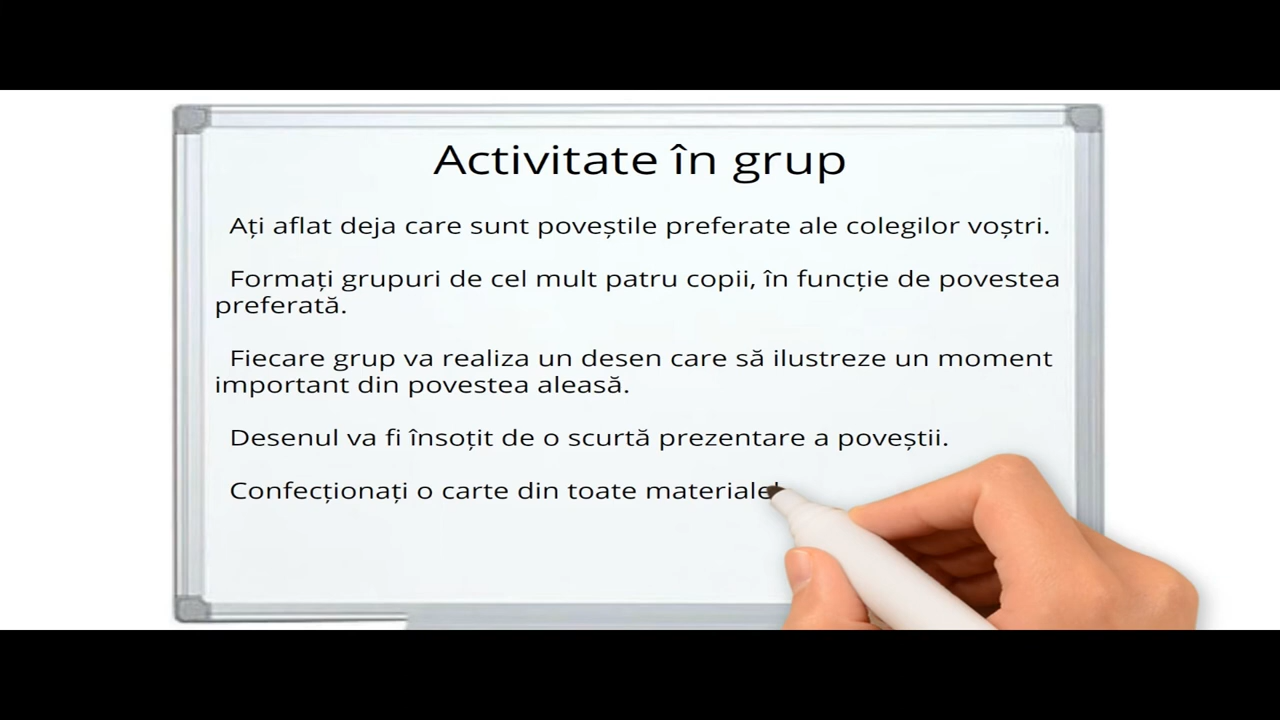 Activitate în grup
Ați aflat deja care sunt poveștile preferate ale colegilor voștri.
Formați grupuri de cel mult patru copii, în funcție de povestea
preferată.
Fiecare grup va realiza un desen care să ilustreze un moment
important din povestea aleasă.
Desenul va fi însoțit de o scurtă prezentare a poveștii.
Confecționați o carte din toate